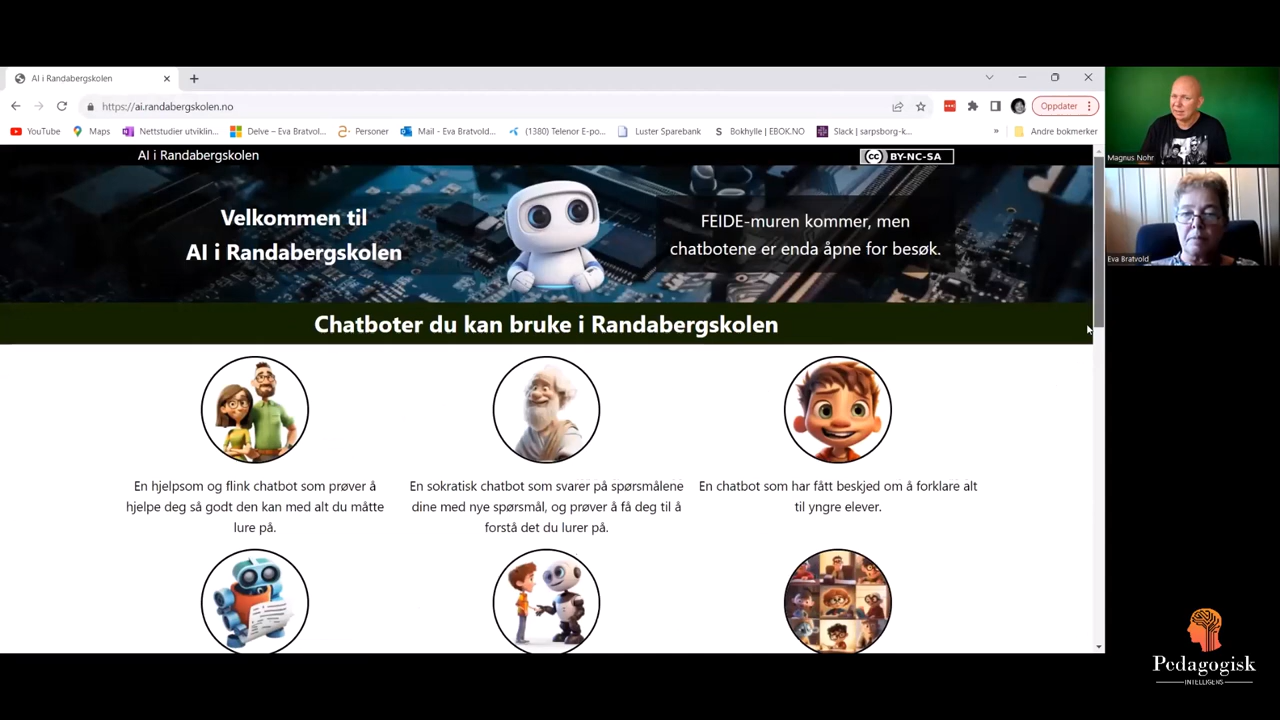 AI i Randabergskolen
https://ai.randabergskolen.no
Oppdater
YouTube
Maps
Nettstudier utviklin...
Delve – Eva Bratvol...
Personer
Mail - Eva Bratvold...
(1380) Telenor E-po...
Luster Sparebank
Bokhylle | EBOK.NO
Slack | sarpsborg-k...
»
Andre bokmerker
AI i Randabergskolen
cc BY-NC-SA
Velkommen til
AI i Randabergskolen
FEIDE-muren kommer, men
chatbotene er enda åpne for besøk.
Chatboter du kan bruke i Randabergskolen
En hjelpsom og flink chatbot som prøver å
hjelpe deg så godt den kan med alt du måtte
lure på.
En sokratisk chatbot som svarer på spørsmålene
dine med nye spørsmål, og prøver å få deg til å
forstå det du lurer på.
En chatbot som har fått beskjed om å forklare alt
til yngre elever.
Magnus Nohr
Eva Bratvold
Pedagogisk
INTELLIGENS